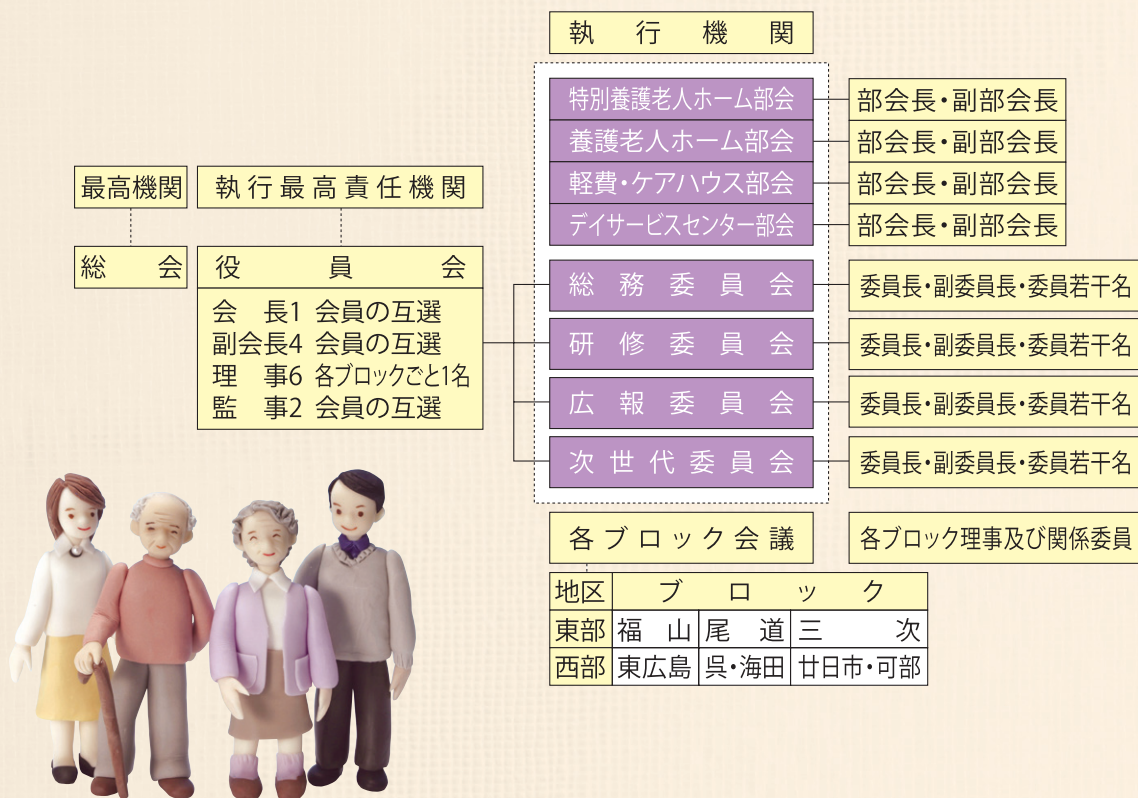 最高機関
総会
執行最高責任機関
役員会
会長1 会員の互選
副会長4 会員の互選
理事6 各ブロックごと1名
監事2 会員の互選
執行機関
特別養護老人ホーム部会 部会長・副部会長
養護老人ホーム部会 部会長・副部会長
軽費・ケアハウス部会 部会長・副部会長
デイサービスセンター部会 部会長・副部会長
総務委員会 委員長・副委員長・委員若干名
研修委員会 委員長・副委員長・委員若干名
広報委員会 委員長・副委員長・委員若干名
次世代委員会 委員長・副委員長・委員若干名
各ブロック会議 各ブロック理事及び関係委員
地区 ブロック
東部 福山 尾道 三次
西部 東広島 呉・海田 廿日市・可部